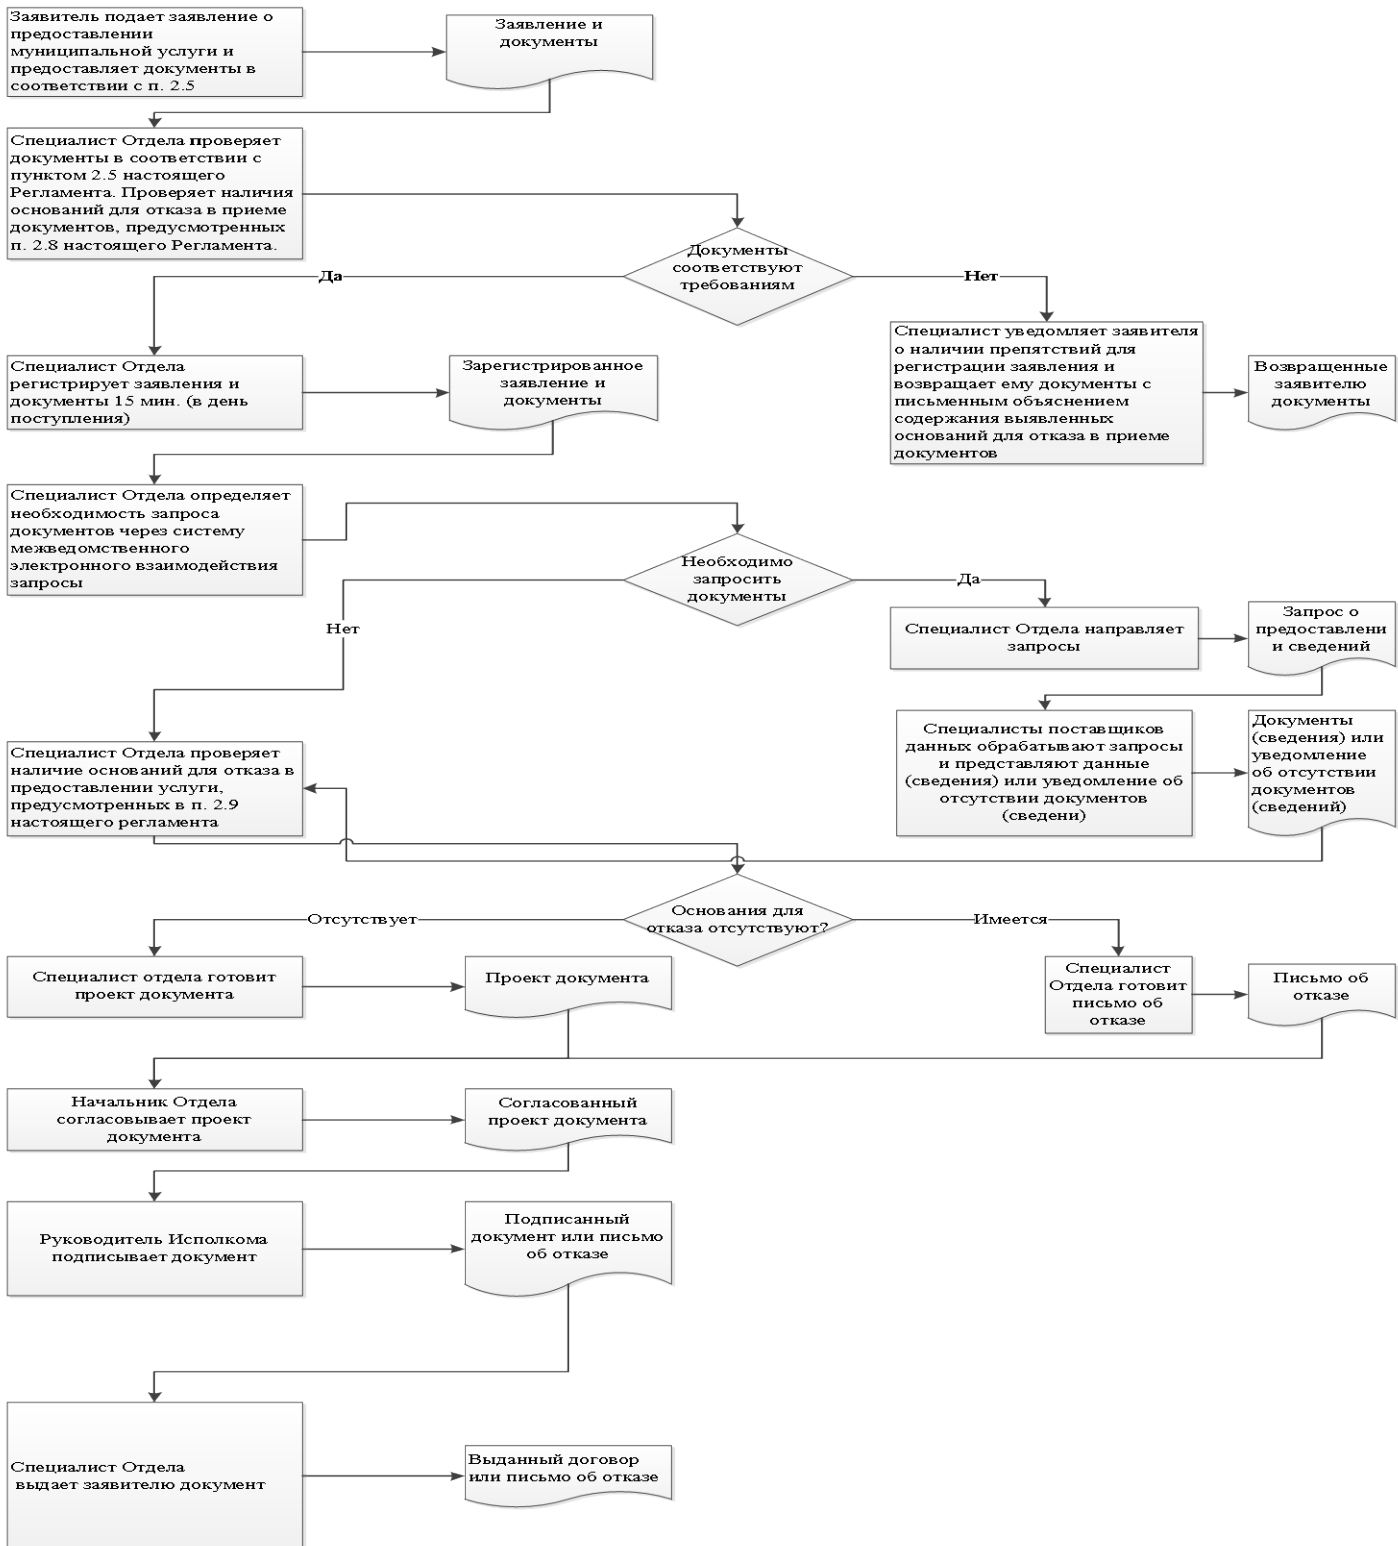 Заявитель подает заявление о
предоставлении
муниципальной услуги и
предоставляет документы в
соответствии с п. 2.5
Заявление и
документы
Специалист Отдела проверяет
документы в соответствии с
пунктом 2.5 настоящего
Регламента. Проверяет наличия
оснований для отказа в приеме
документов, предусмотренных
п. 2.8 настоящего Регламента.
Документы
соответствуют
требованиям
Да
Нет
Специалист Отдела
регистрирует заявления и
документы 15 мин. (в день
поступления)
Зарегистрированное
заявление и
документы
Специалист уведомляет заявителя
о наличии препятствий для
регистрации заявления и
возвращает ему документы с
письменным объяснением
содержания выявленных
оснований для отказа в приеме
документов
Возвращенные
заявителю
документы
Специалист Отдела определяет
необходимость запроса
документов через систему
межведомственного
электронного взаимодействия
запросы
Необходимо
запросить
документы
Да
Нет
Специалист Отдела направляет
запросы
Запрос о
предоставлени
и сведений
Специалисты поставщиков
данных обрабатывают запросы
и представляют данные
(сведения) или уведомление об
отсутствии документов
(сведени)
Документы
(сведения) или
уведомление
об отсутствии
документов
(сведений)
Специалист Отдела проверяет
наличие оснований для отказа в
предоставлении услуги,
предусмотренных в п. 2.9
настоящего регламента
Основания для
отказа отсутствуют?
Отсутствует
Имеется
Специалист отдела готовит
проект документа
Проект документа
Специалист
Отдела готовит
письмо об
отказе
Письмо об
отказе
Начальник Отдела
согласовывает проект
документа
Согласованный
проект документа
Руководитель Исполкома
подписывает документ
Подписанный
документ или письмо
об отказе
Специалист Отдела
выдает заявителю документ
Выданный договор
или письмо об отказе